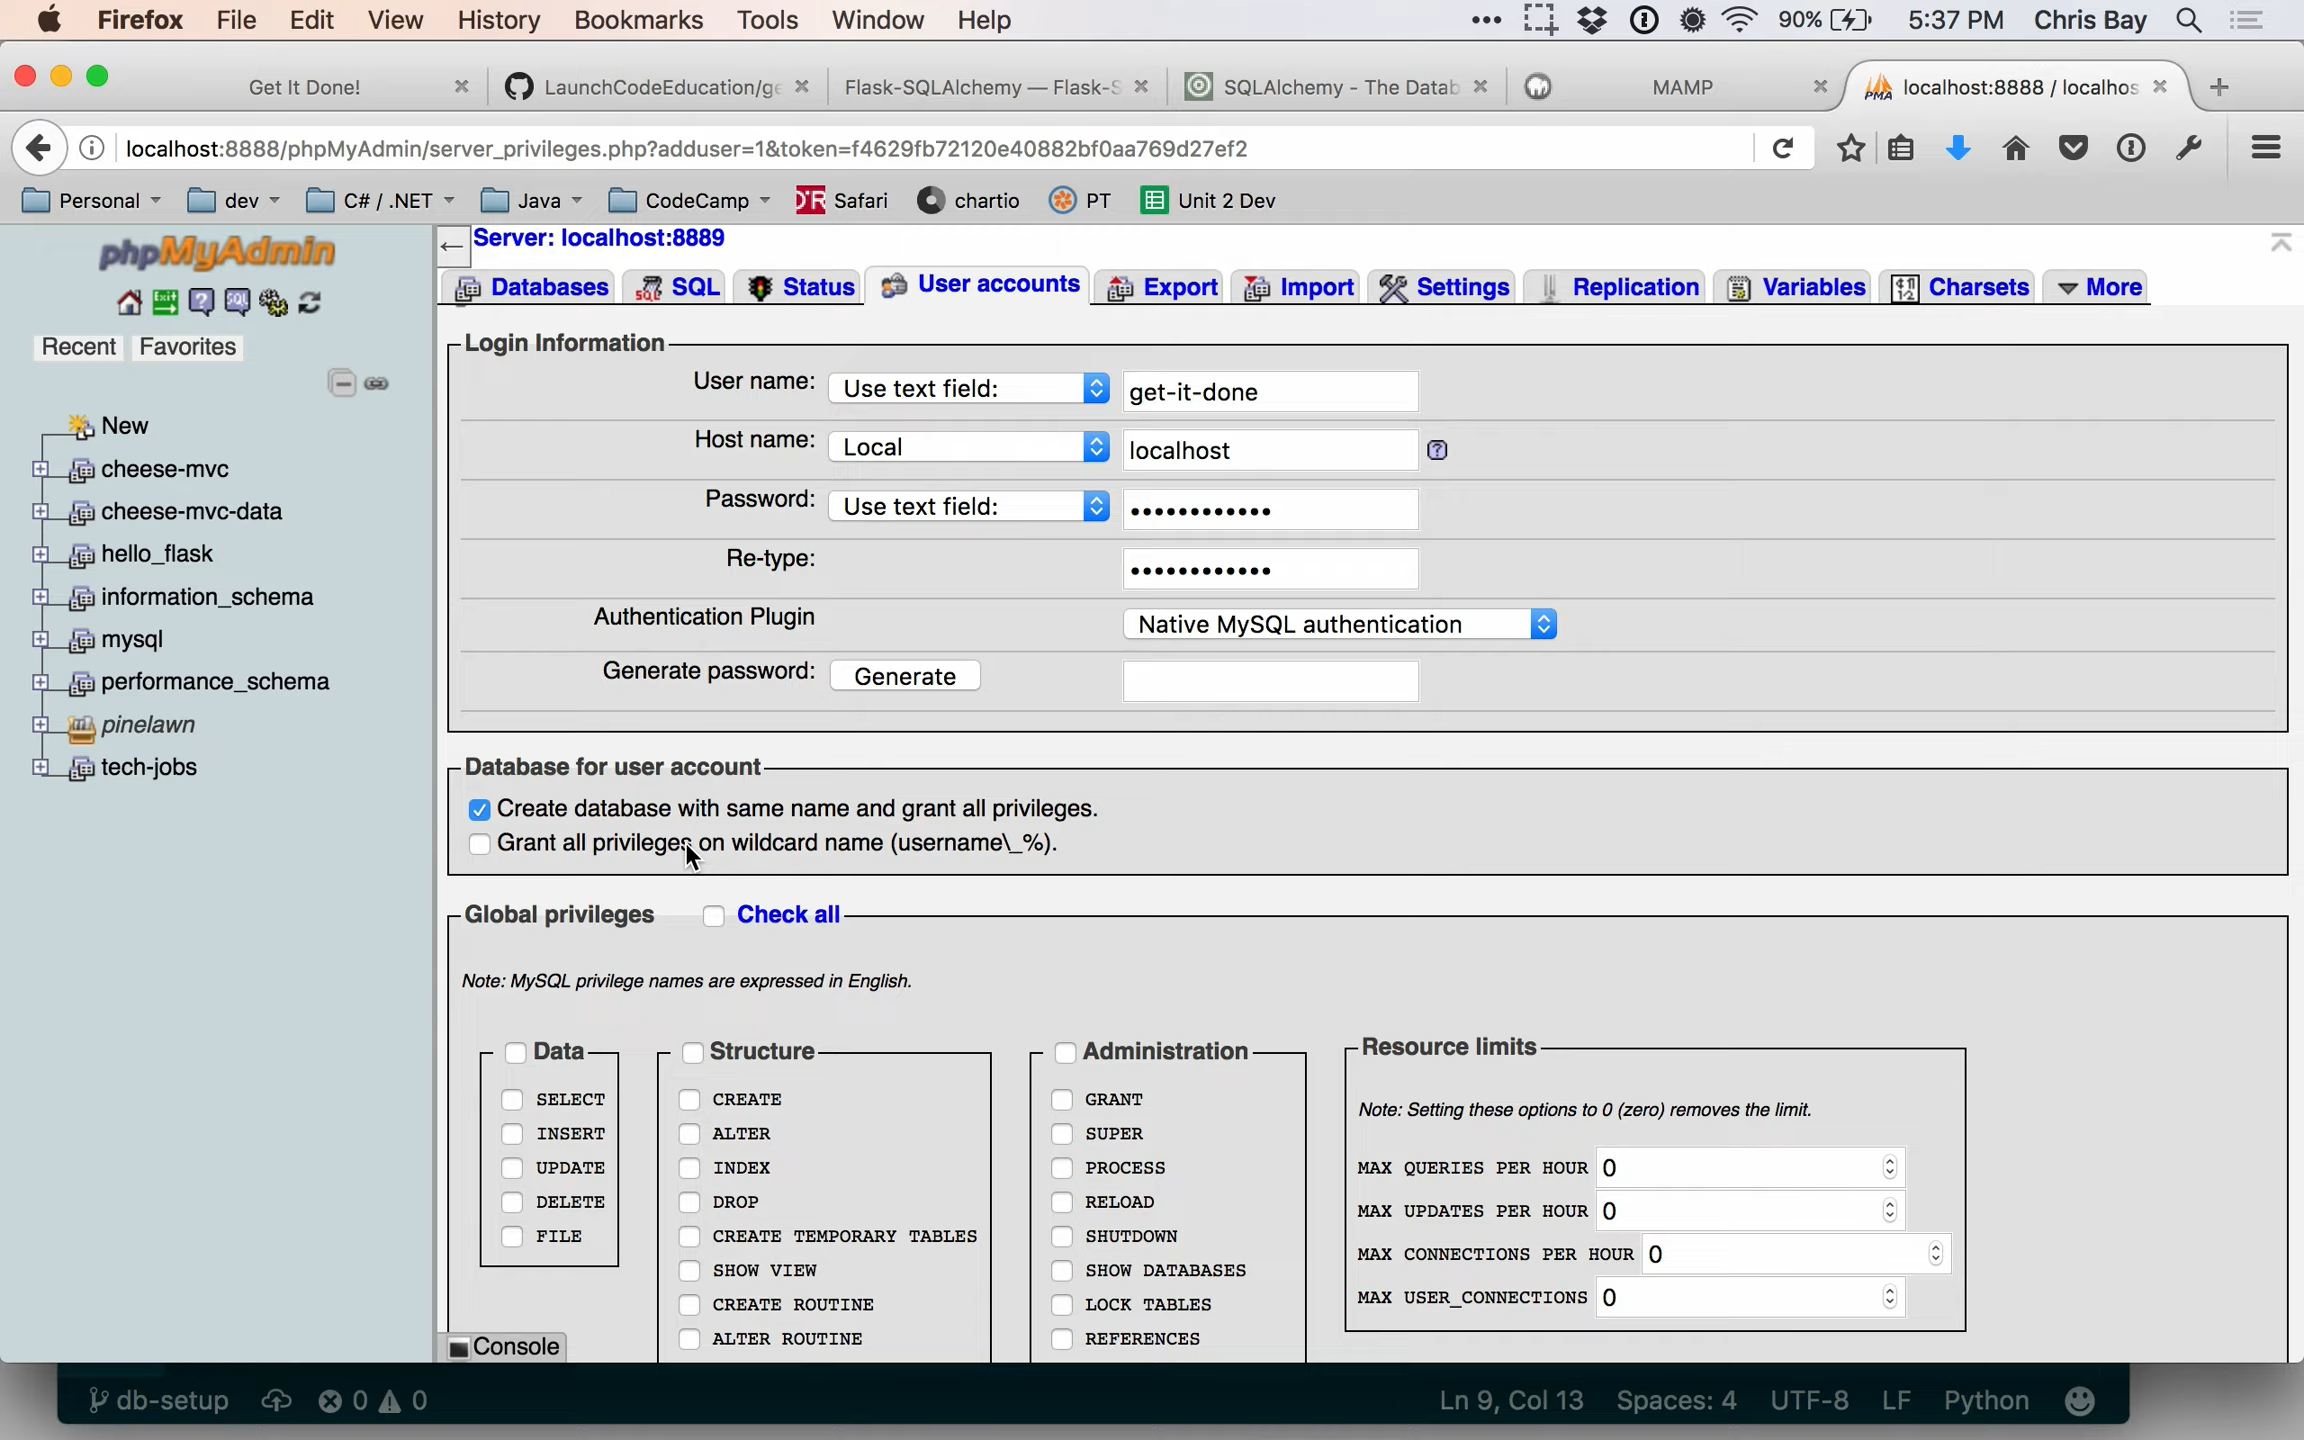 Firefox File Edit View History Bookmarks Tools Window Help 90% 5:37 PM Chris Bay
Get It Done! LaunchCodeEducation/ge Flask-SQLAlchemy — Flask-S SQLAlchemy - The Datab MAMP localhost:8888 / localhos
localhost:8888/phpMyAdmin/server_privileges.php?adduser=1&token=f4629fb72120e40882bf0aa769d27ef2
Personal dev C# / .NET Java CodeCamp Safari chartio PT Unit 2 Dev
phpMyAdmin
Recent Favorites
New
cheese-mvc
cheese-mvc-data
hello_flask
information_schema
mysql
performance_schema
pinelawn
tech-jobs
Server: localhost:8889
Databases SQL Status User accounts Export Import Settings Replication Variables Charsets More
Login Information
User name: Use text field: get-it-done
Host name: Local localhost
Password: Use text field: ••••••••••••
Re-type: ••••••••••••
Authentication Plugin Native MySQL authentication
Generate password: Generate
Database for user account
Create database with same name and grant all privileges.
Grant all privileges on wildcard name (username\_%).
Global privileges Check all
Note: MySQL privilege names are expressed in English.
Data
SELECT
INSERT
UPDATE
DELETE
FILE
Structure
CREATE
ALTER
INDEX
DROP
CREATE TEMPORARY TABLES
SHOW VIEW
CREATE ROUTINE
ALTER ROUTINE
Administration
GRANT
SUPER
PROCESS
RELOAD
SHUTDOWN
SHOW DATABASES
LOCK TABLES
REFERENCES
Resource limits
Note: Setting these options to 0 (zero) removes the limit.
MAX QUERIES PER HOUR 0
MAX UPDATES PER HOUR 0
MAX CONNECTIONS PER HOUR 0
MAX USER_CONNECTIONS 0
Console
db-setup 0 0 Ln 9, Col 13 Spaces: 4 UTF-8 LF Python